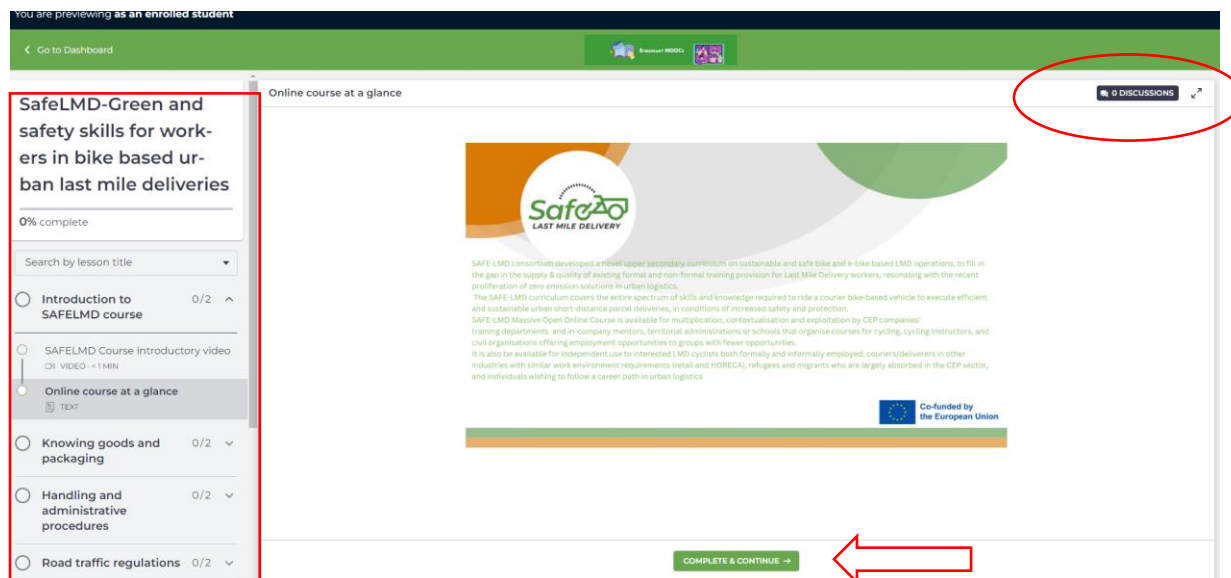 You are previewing as an enrolled student
Go to Dashboard
Erasmus+ MOOCs
SafeLMD-Green and
safety skills for work-
ers in bike based ur-
ban last mile deliveries
0% complete
Search by lesson title
Introduction to 0/2
SAFELMD course
SAFELMD Course introductory video
VIDEO · <1 MIN
Online course at a glance
TEXT
Knowing goods and 0/2
packaging
Handling and 0/2
administrative
procedures
Road traffic regulations 0/2
Online course at a glance
0 DISCUSSIONS
Safe
LAST MILE DELIVERY
SAFE-LMD consortium developed a novel upper secondary curriculum on sustainable and safe bike and e-bike based LMD operations, to fill in
the gap in the supply & quality of existing formal and non-formal training provision for Last Mile Delivery workers, resonating with the recent
proliferation of zero emission solutions in urban logistics.
The SAFE-LMD curriculum covers the entire spectrum of skills and knowledge required to ride a courier bike-based vehicle to execute efficient
and sustainable urban short-distance parcel deliveries, in conditions of increased safety and protection.
SAFE-LMD Massive Open Online Course is available for multiplication, contextualisation and exploitation by CEP companies'
training departments and in-company mentors, territorial administrations or schools that organise courses for cycling, cycling instructors, and
civil organisations offering employment opportunities to groups with fewer opportunities.
It is also be available for independent use to interested LMD cyclists both formally and informally employed, couriers/deliverers in other
industries with similar work environment requirements (retail and HORECA), refugees and migrants who are largely absorbed in the CEP sector,
and individuals wishing to follow a career path in urban logistics
Co-funded by
the European Union
COMPLETE & CONTINUE →